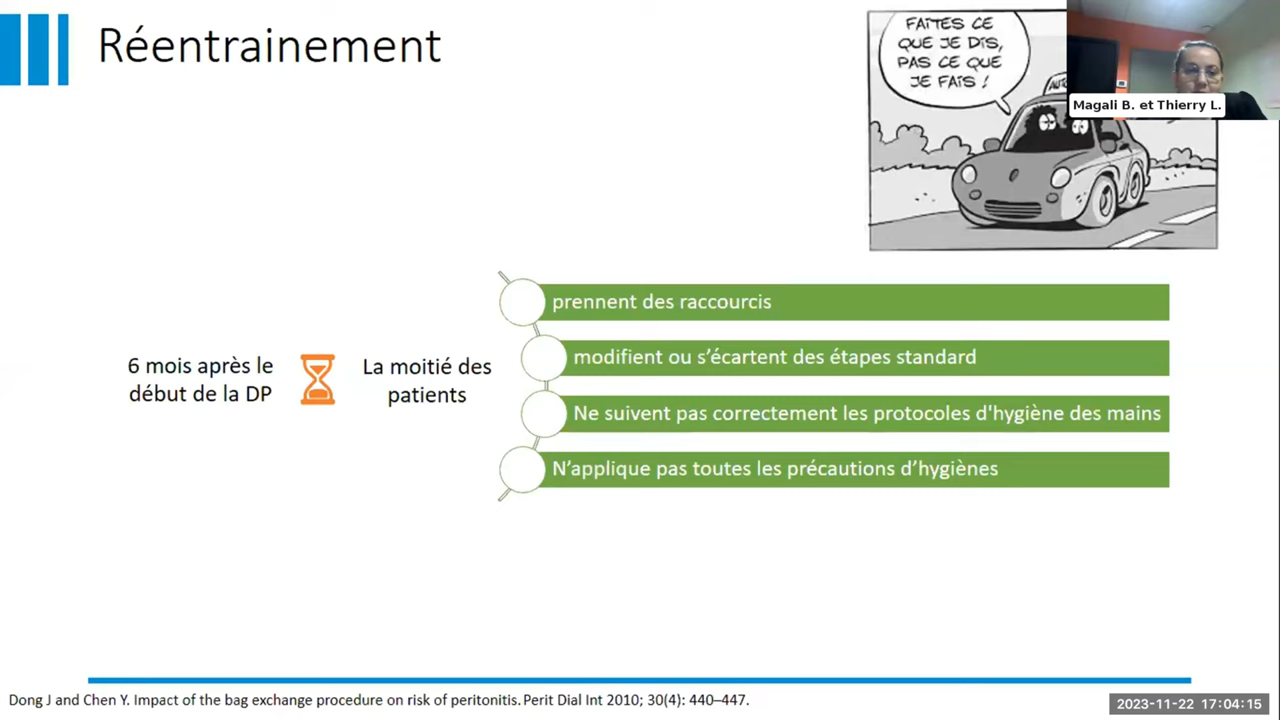 Réentrainement
FAITES CE
QUE JE DIS,
PAS CE QUE
JE FAIS !
Magali B. et Thierry L.
6 mois après le
début de la DP
La moitié des
patients
prennent des raccourcis
modifient ou s’écartent des étapes standard
Ne suivent pas correctement les protocoles d'hygiène des mains
N’applique pas toutes les précautions d’hygiènes
Dong J and Chen Y. Impact of the bag exchange procedure on risk of peritonitis. Perit Dial Int 2010; 30(4): 440–447.
2023-11-22 17:04:15